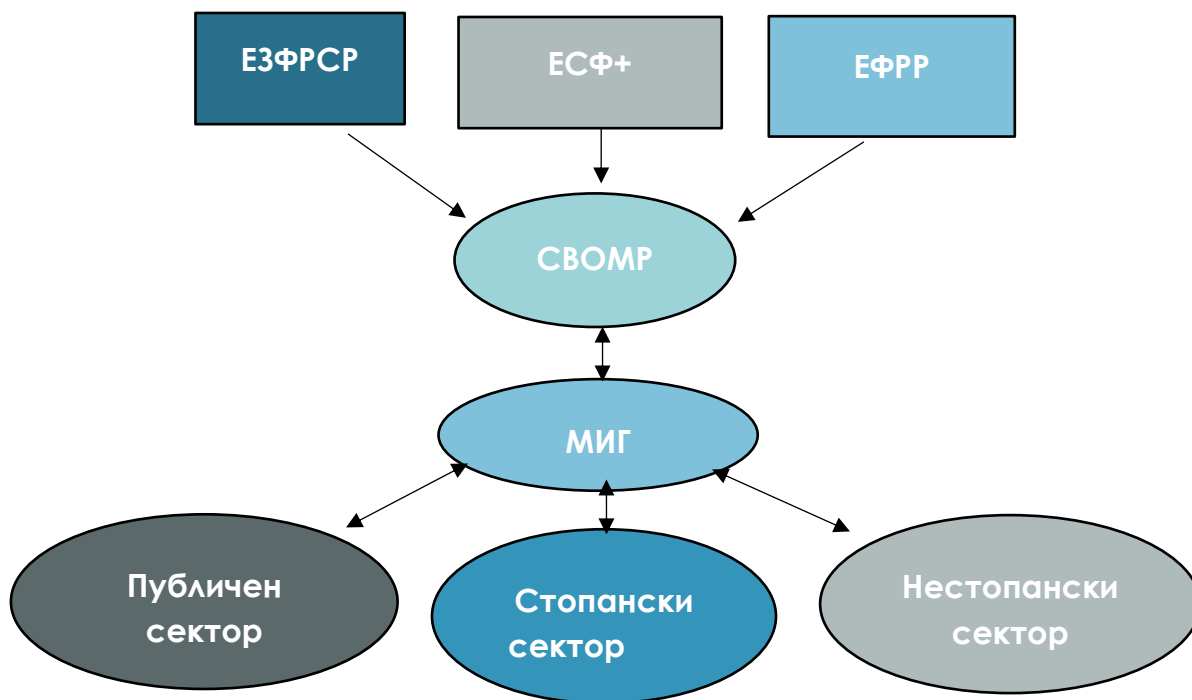 ЕЗФРСР
ЕСФ+
ЕФРР
СВОМР
МИГ
Публичен
сектор
Стопански
сектор
Нестопански
сектор